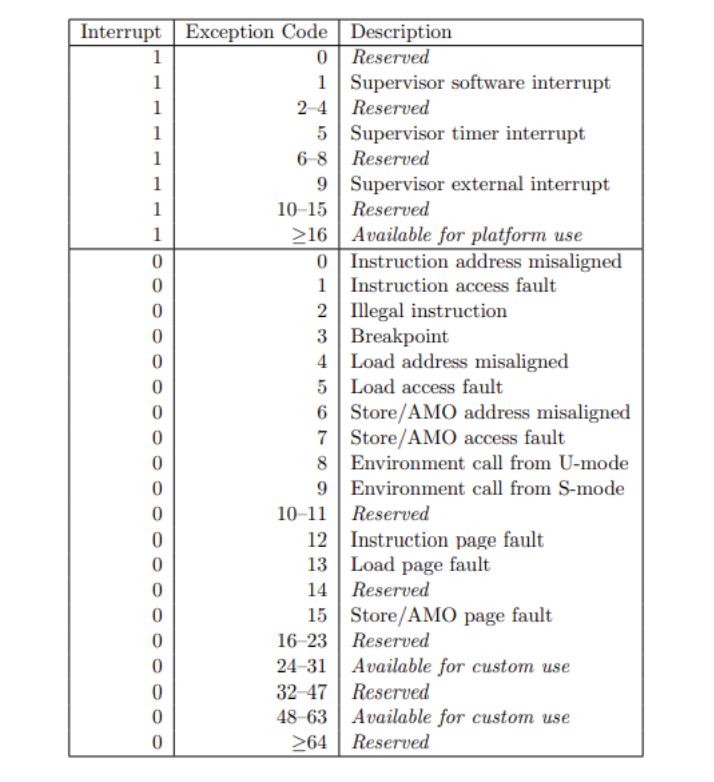 Interrupt Exception Code Description
1 0 Reserved
1 1 Supervisor software interrupt
1 2–4 Reserved
1 5 Supervisor timer interrupt
1 6–8 Reserved
1 9 Supervisor external interrupt
1 10–15 Reserved
1 ≥16 Available for platform use
0 0 Instruction address misaligned
0 1 Instruction access fault
0 2 Illegal instruction
0 3 Breakpoint
0 4 Load address misaligned
0 5 Load access fault
0 6 Store/AMO address misaligned
0 7 Store/AMO access fault
0 8 Environment call from U-mode
0 9 Environment call from S-mode
0 10–11 Reserved
0 12 Instruction page fault
0 13 Load page fault
0 14 Reserved
0 15 Store/AMO page fault
0 16–23 Reserved
0 24–31 Available for custom use
0 32–47 Reserved
0 48–63 Available for custom use
0 ≥64 Reserved